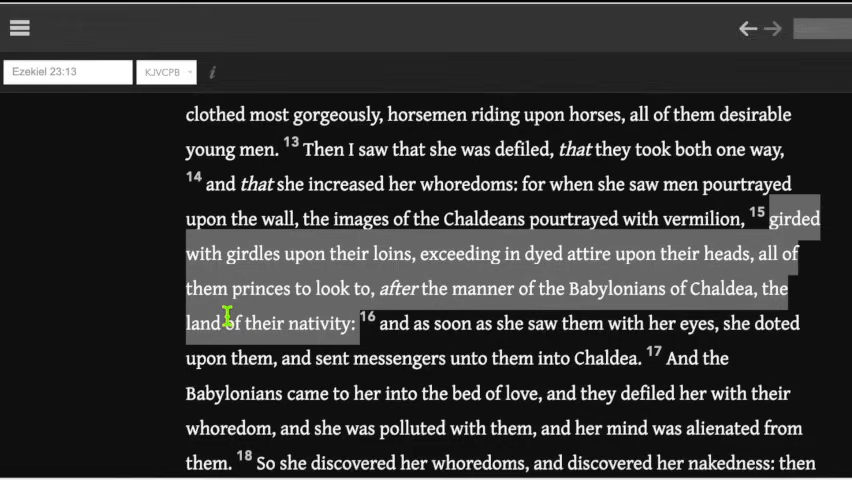 Ezekiel 23:13
KJVCPB
i
clothed most gorgeously, horsemen riding upon horses, all of them desirable
young men. 13 Then I saw that she was defiled, that they took both one way,
14 and that she increased her whoredoms: for when she saw men pourtrayed
upon the wall, the images of the Chaldeans pourtrayed with vermilion, 15 girded
with girdles upon their loins, exceeding in dyed attire upon their heads, all of
them princes to look to, after the manner of the Babylonians of Chaldea, the
land of their nativity: 16 and as soon as she saw them with her eyes, she doted
upon them, and sent messengers unto them into Chaldea. 17 And the
Babylonians came to her into the bed of love, and they defiled her with their
whoredom, and she was polluted with them, and her mind was alienated from
them. 18 So she discovered her whoredoms, and discovered her nakedness: then